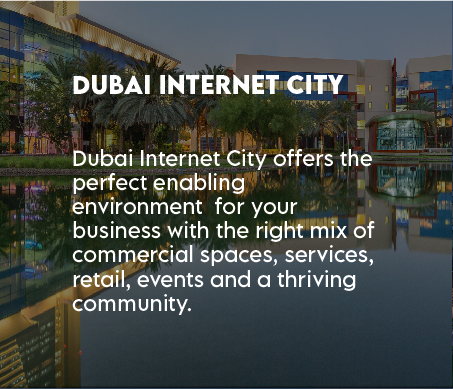 DUBAI INTERNET CITY
Dubai Internet City offers the
perfect enabling
environment  for your
business with the right mix of
commercial spaces, services,
retail, events and a thriving
community.